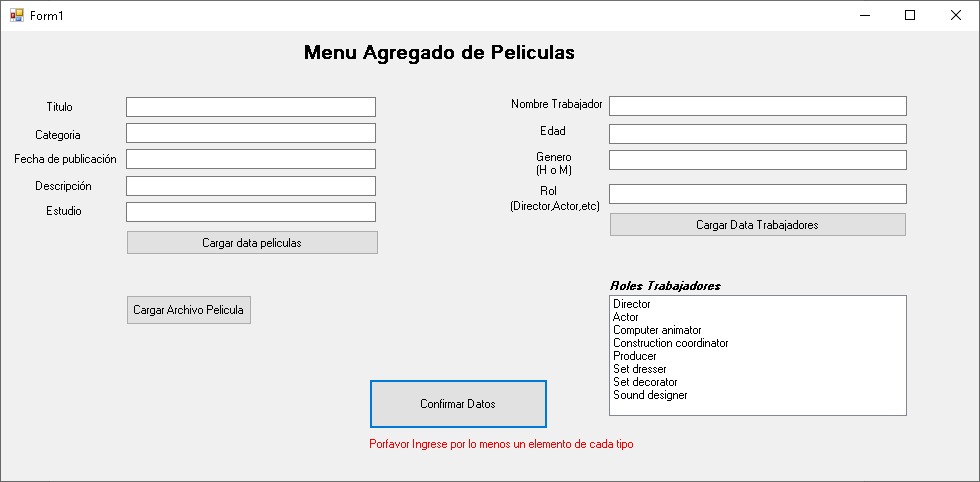 Form1
Menu Agregado de Peliculas
Titulo
Categoria
Fecha de publicación
Descripción
Estudio
Cargar data peliculas
Cargar Archivo Pelicula
Nombre Trabajador
Edad
Genero
(H o M)
Rol
(Director,Actor,etc)
Cargar Data Trabajadores
Roles Trabajadores
Director
Actor
Computer animator
Construction coordinator
Producer
Set dresser
Set decorator
Sound designer
Confirmar Datos
Porfavor Ingrese por lo menos un elemento de cada tipo